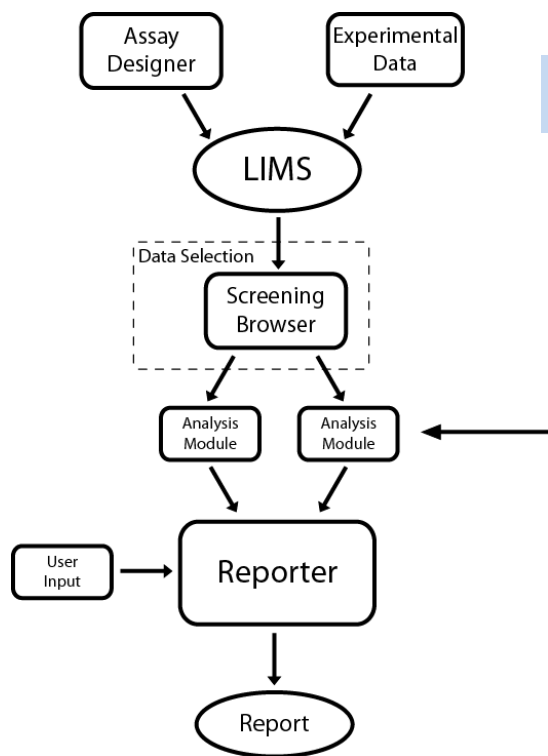 Assay
Designer
Experimental
Data
LIMS
Data Selection
Screening
Browser
Analysis
Module
Analysis
Module
User
Input
Reporter
Report